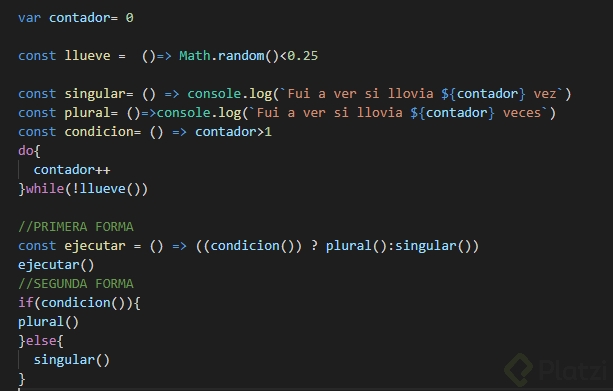 var contador= 0
const llueve =  ()=> Math.random()<0.25
const singular= () => console.log(`Fui a ver si llovia ${contador} vez`)
const plural= ()=>console.log(`Fui a ver si llovia ${contador} veces`)
const condicion= () => contador>1
do{
  contador++
}while(!llueve())
//PRIMERA FORMA
const ejecutar = () => ((condicion()) ? plural():singular())
ejecutar()
//SEGUNDA FORMA
if(condicion()){
plural()
}else{
  singular()
}
Platzi